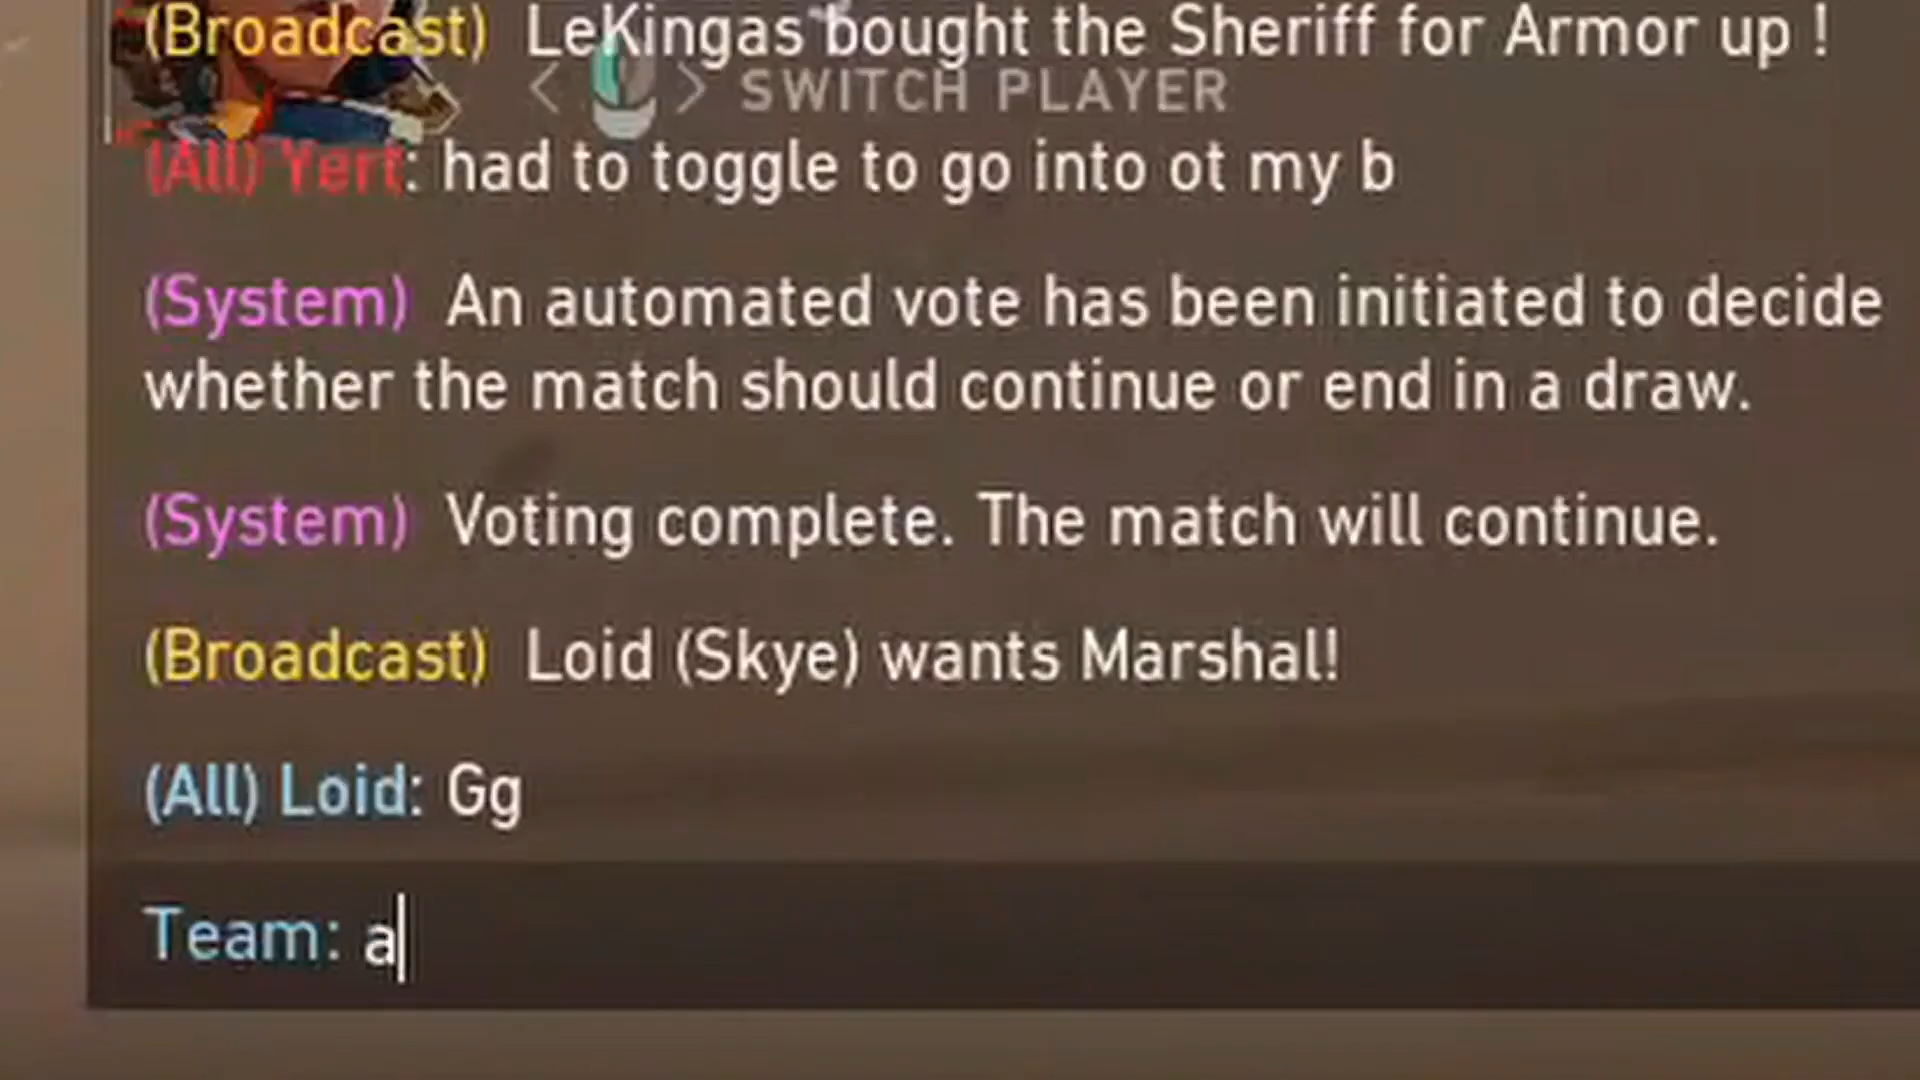 (Broadcast) LeKingas bought the Sheriff for Armor up !
< > SWITCH PLAYER
(All) Yert: had to toggle to go into ot my b
(System) An automated vote has been initiated to decide
whether the match should continue or end in a draw.
(System) Voting complete. The match will continue.
(Broadcast) Loid (Skye) wants Marshal!
(All) Loid: Gg
Team: a